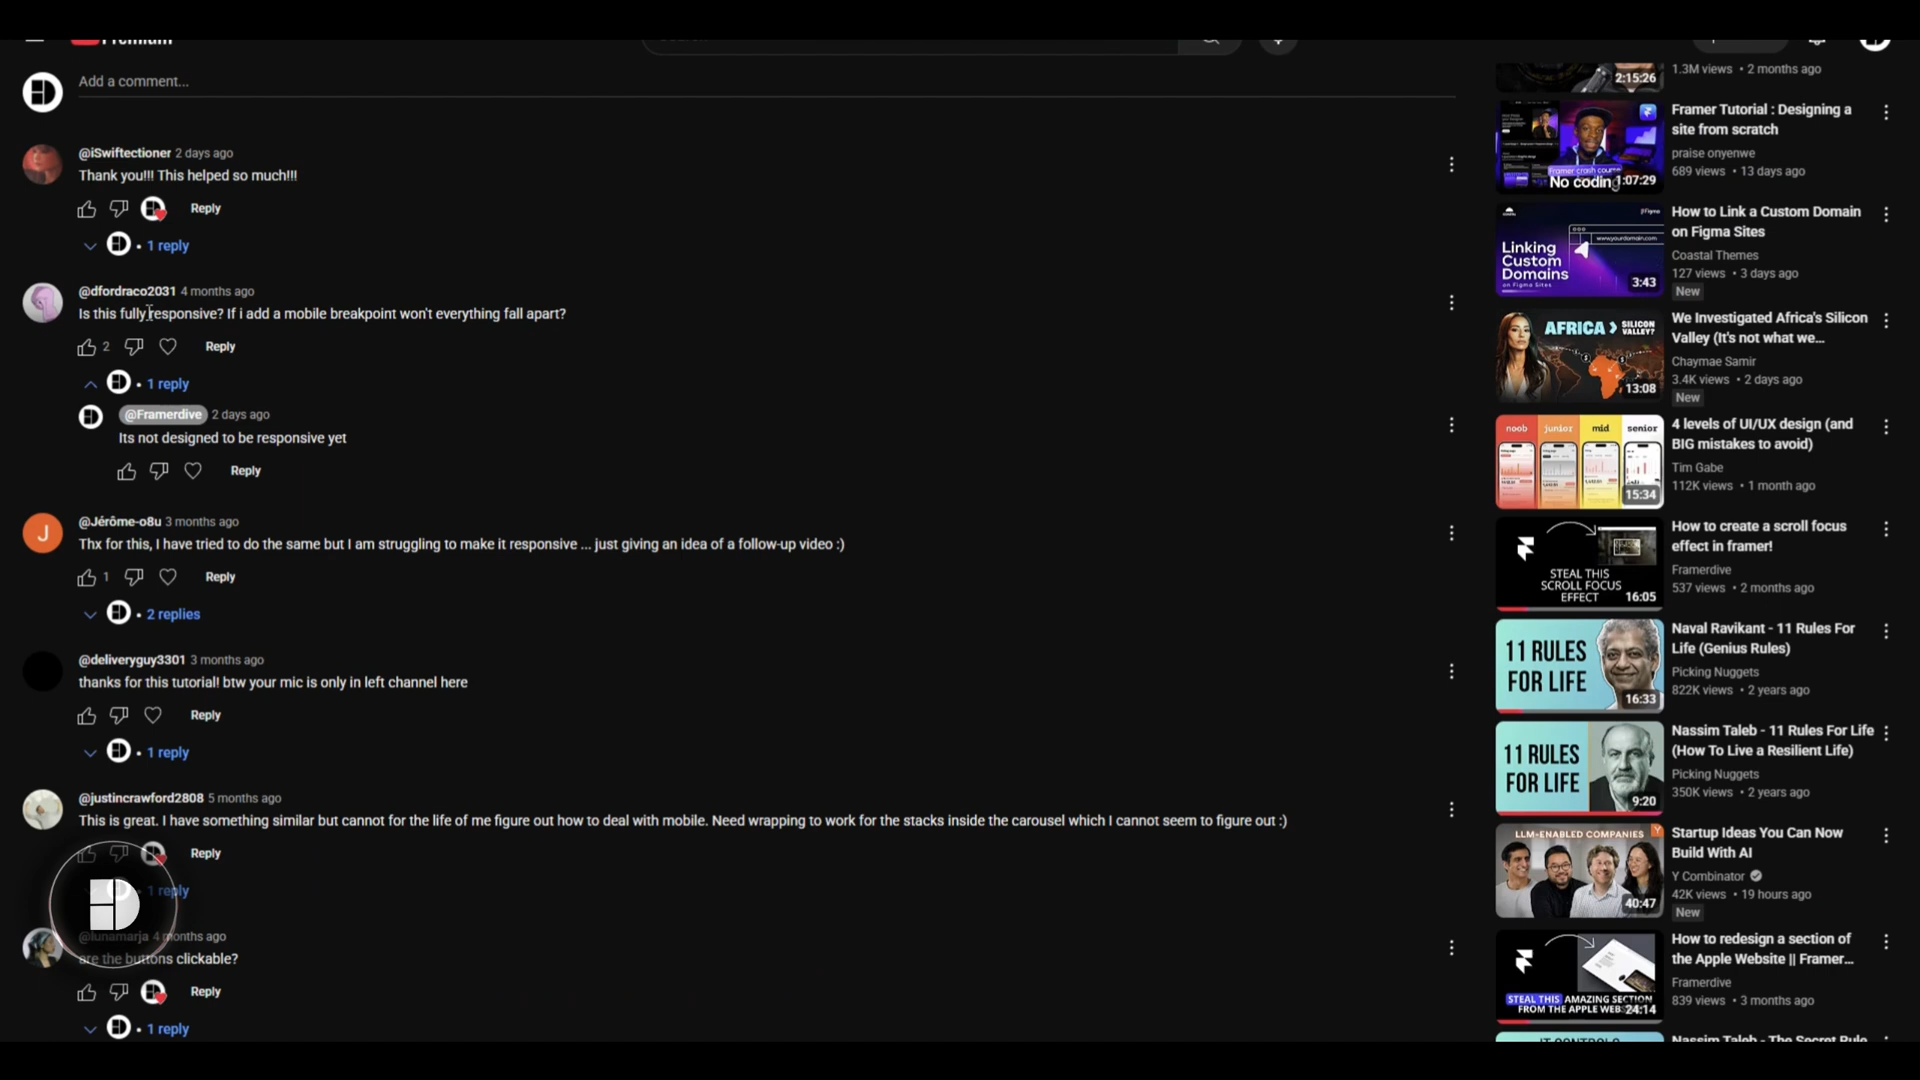 Premium
Add a comment...
@iSwiftectioner 2 days ago
Thank you!!! This helped so much!!!
Reply
1 reply
@dfordraco2031 4 months ago
Is this fully responsive? If i add a mobile breakpoint won't everything fall apart?
2 Reply
1 reply
@Framerdive 2 days ago
Its not designed to be responsive yet
Reply
@Jérôme-o8u 3 months ago
Thx for this, I have tried to do the same but I am struggling to make it responsive ... just giving an idea of a follow-up video :)
1 Reply
2 replies
@deliveryguy3301 3 months ago
thanks for this tutorial! btw your mic is only in left channel here
Reply
1 reply
@justincrawford2808 5 months ago
This is great. I have something similar but cannot for the life of me figure out how to deal with mobile. Need wrapping to work for the stacks inside the carousel which I cannot seem to figure out :)
Reply
1 reply
@lunamarja 4 months ago
are the buttons clickable?
Reply
1 reply
2:15:26
1.3M views • 2 months ago
Framer crash course
No coding
1:07:29
Framer Tutorial : Designing a
site from scratch
praise onyenwe
689 views • 13 days ago
Figma
www.yourdomain.com
Linking
Custom
Domains
on Figma Sites
3:43
How to Link a Custom Domain
on Figma Sites
Coastal Themes
127 views • 3 days ago
New
AFRICA > SILICON
VALLEY?
13:08
We Investigated Africa's Silicon
Valley (It's not what we...
Chaymae Samir
3.4K views • 2 days ago
New
noob junior mid senior
15:34
4 levels of UI/UX design (and
BIG mistakes to avoid)
Tim Gabe
112K views • 1 month ago
STEAL THIS
SCROLL FOCUS
EFFECT
16:05
How to create a scroll focus
effect in framer!
Framerdive
537 views • 2 months ago
11 RULES
FOR LIFE
16:33
Naval Ravikant - 11 Rules For
Life (Genius Rules)
Picking Nuggets
822K views • 2 years ago
11 RULES
FOR LIFE
9:20
Nassim Taleb - 11 Rules For Life
(How To Live a Resilient Life)
Picking Nuggets
350K views • 2 years ago
LLM-ENABLED COMPANIES
Y
40:47
Startup Ideas You Can Now
Build With AI
Y Combinator
42K views • 19 hours ago
New
STEAL THIS AMAZING SECTION
FROM THE APPLE
24:14
How to redesign a section of
the Apple Website || Framer...
Framerdive
839 views • 3 months ago
Nassim Taleb - The Secret Rule